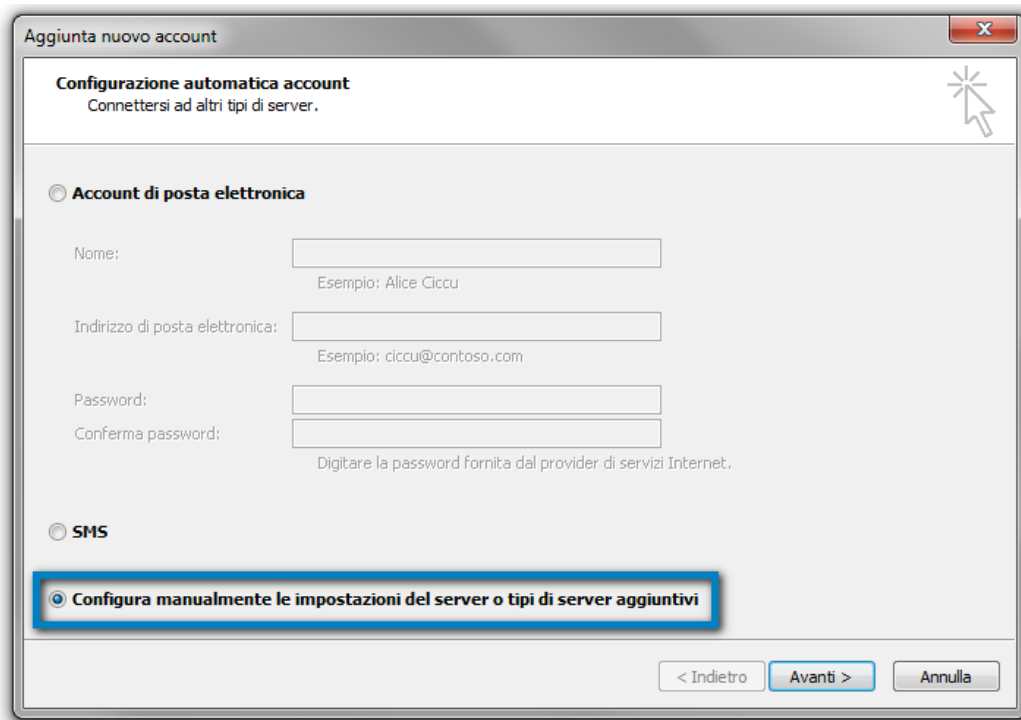 Aggiunta nuovo account
Configurazione automatica account
Connettersi ad altri tipi di server.
Account di posta elettronica
Nome:
Esempio: Alice Ciccu
Indirizzo di posta elettronica:
Esempio: ciccu@contoso.com
Password:
Conferma password:
Digitare la password fornita dal provider di servizi Internet.
SMS
Configura manualmente le impostazioni del server o tipi di server aggiuntivi
< Indietro Avanti > Annulla